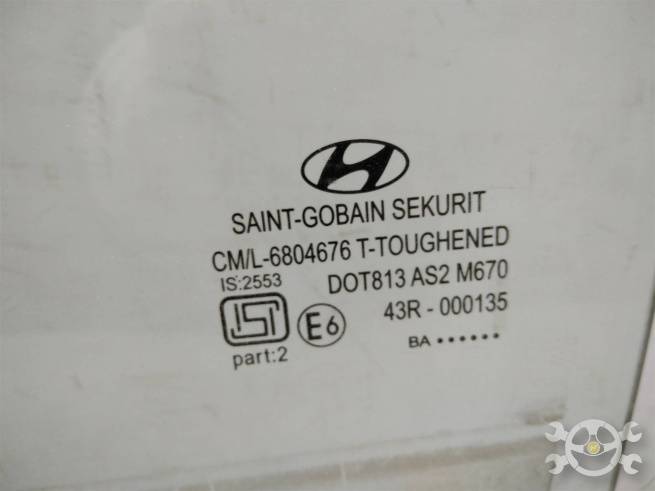 SAINT-GOBAIN SEKURIT
CM/L-6804676 T-TOUGHENED
IS:2553 DOT813 AS2 M670
ISI E6 43R - 000135
part:2 BA ••••••